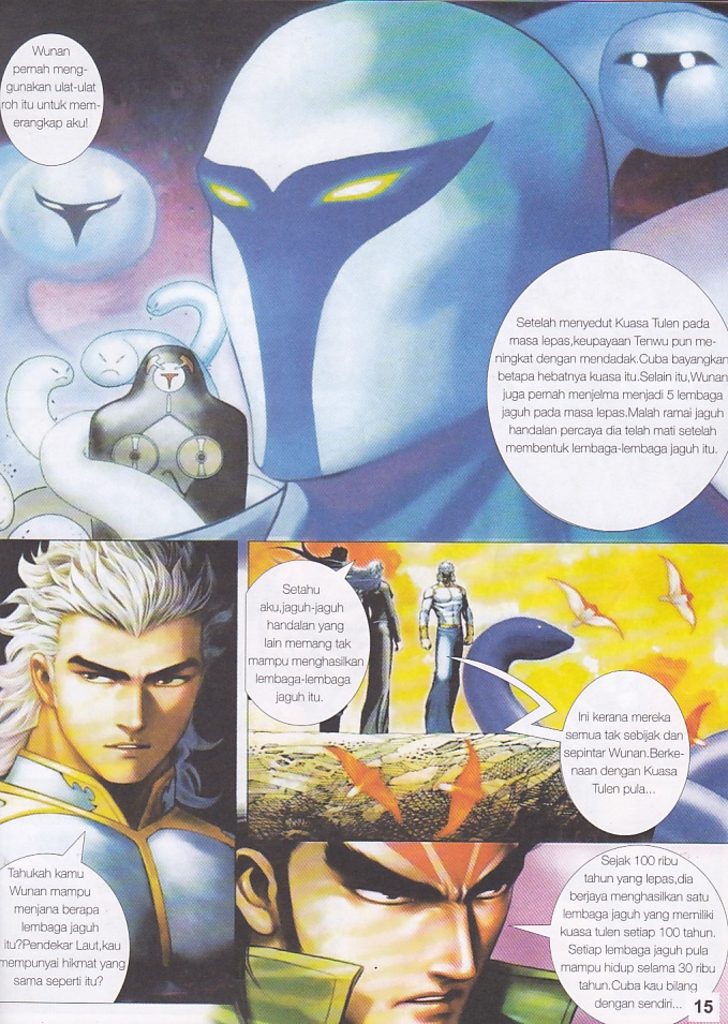 Wunan
pernah meng-
gunakan ulat-ulat
roh itu untuk mem-
erangkap aku!
Setelah menyedut Kuasa Tulen pada
masa lepas,keupayaan Tenwu pun me-
ningkat dengan mendadak.Cuba bayangkan
betapa hebatnya kuasa itu.Selain itu,Wunan
juga pernah menjelma menjadi 5 lembaga
jaguh pada masa lepas.Malah ramai jaguh
handalan percaya dia telah mati setelah
membentuk lembaga-lembaga jaguh itu.
Tahukah kamu
Wunan mampu
menjana berapa
lembaga jaguh
itu?Pendekar Laut,kau
mempunyai hikmat yang
sama seperti itu?
Setahu
aku,jaguh-jaguh
handalan yang
lain memang tak
mampu menghasilkan
lembaga-lembaga
jaguh itu.
Ini kerana mereka
semua tak sebijak dan
sepintar Wunan.Berke-
naan dengan Kuasa
Tulen pula...
Sejak 100 ribu
tahun yang lepas,dia
berjaya menghasilkan satu
lembaga jaguh yang memiliki
kuasa tulen setiap 100 tahun.
Setiap lembaga jaguh pula
mampu hidup selama 30 ribu
tahun.Cuba kau bilang
dengan sendiri...
15